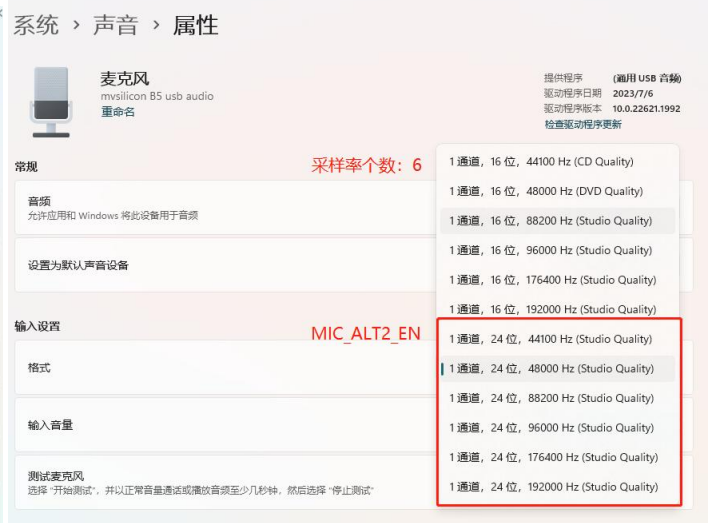 系统 › 声音 › 属性
麦克风
mvsilicon B5 usb audio
重命名
提供程序 (通用 USB 音频)
驱动程序日期 2023/7/6
驱动程序版本 10.0.22621.1992
检查驱动程序更新
常规
采样率个数：6
音频
允许应用和 Windows 将此设备用于音频
设置为默认声音设备
输入设置
MIC_ALT2_EN
格式
输入音量
测试麦克风
选择 "开始测试"，并以正常音量通话或播放音频至少几秒钟，然后选择 "停止测试"
1 通道，16 位，44100 Hz (CD Quality)
1 通道，16 位，48000 Hz (DVD Quality)
1 通道，16 位，88200 Hz (Studio Quality)
1 通道，16 位，96000 Hz (Studio Quality)
1 通道，16 位，176400 Hz (Studio Quality)
1 通道，16 位，192000 Hz (Studio Quality)
1 通道，24 位，44100 Hz (Studio Quality)
1 通道，24 位，48000 Hz (Studio Quality)
1 通道，24 位，88200 Hz (Studio Quality)
1 通道，24 位，96000 Hz (Studio Quality)
1 通道，24 位，176400 Hz (Studio Quality)
1 通道，24 位，192000 Hz (Studio Quality)